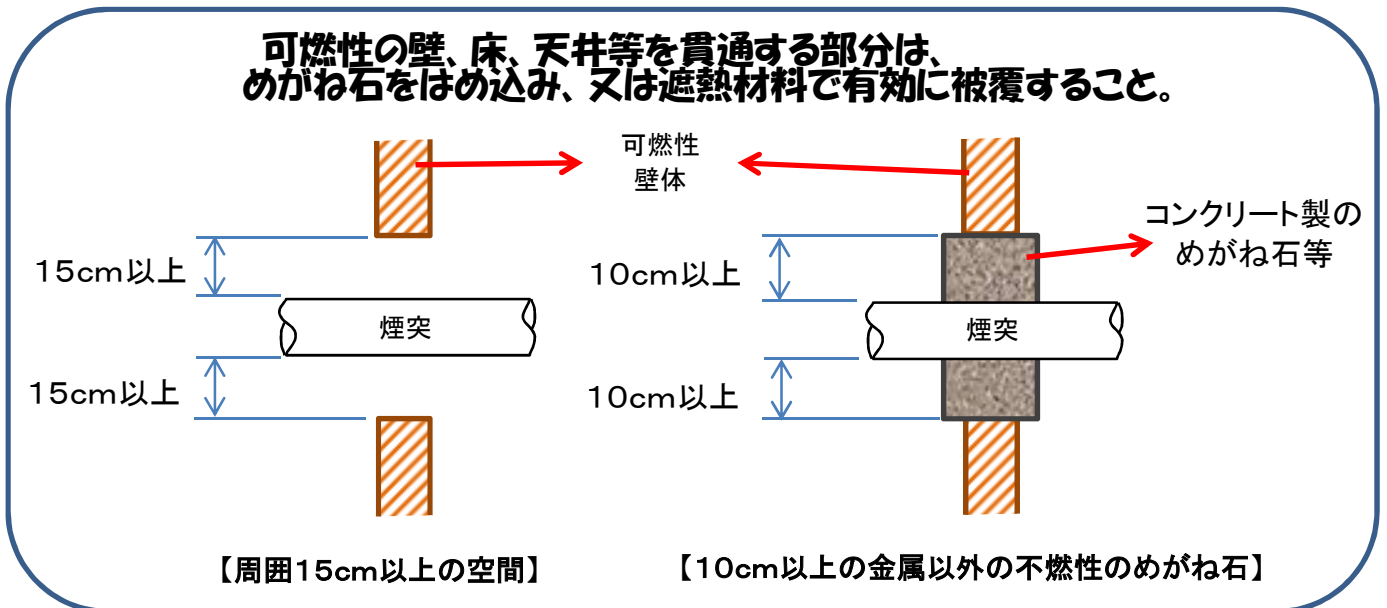 可燃性の壁、床、天井等を貫通する部分は、
めがね石をはめ込み、又は遮熱材料で有効に被覆すること。
可燃性
壁体
15cm以上
煙突
15cm以上
10cm以上
煙突
10cm以上
コンクリート製の
めがね石等
【周囲15cm以上の空間】
【10cm以上の金属以外の不燃性のめがね石】